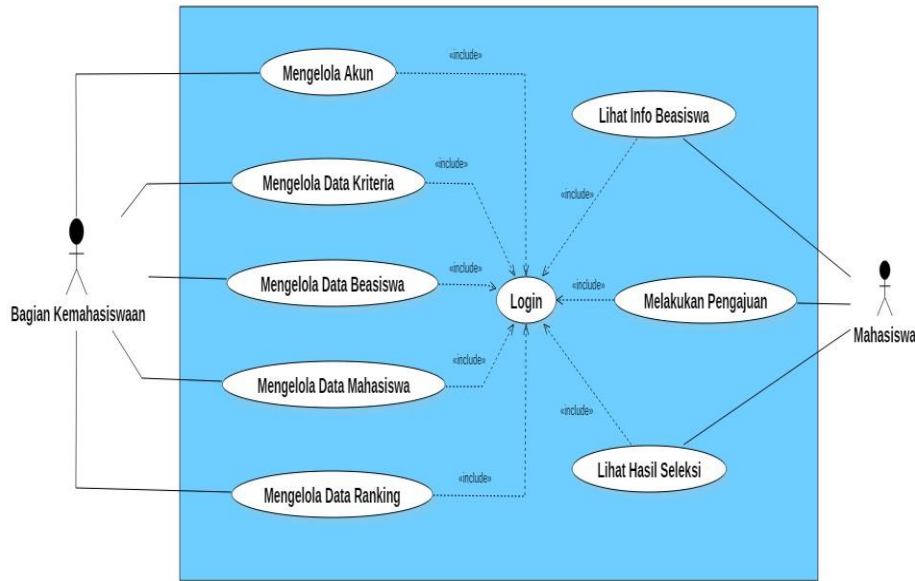 «include»
Mengelola Akun
Lihat Info Beasiswa
«include»
Mengelola Data Kriteria
«include»
«include»
Mengelola Data Beasiswa
«include»
Login
Melakukan Pengajuan
Bagian Kemahasiswaan
Mahasiswa
«include»
Mengelola Data Mahasiswa
«include»
Lihat Hasil Seleksi
«include»
Mengelola Data Ranking